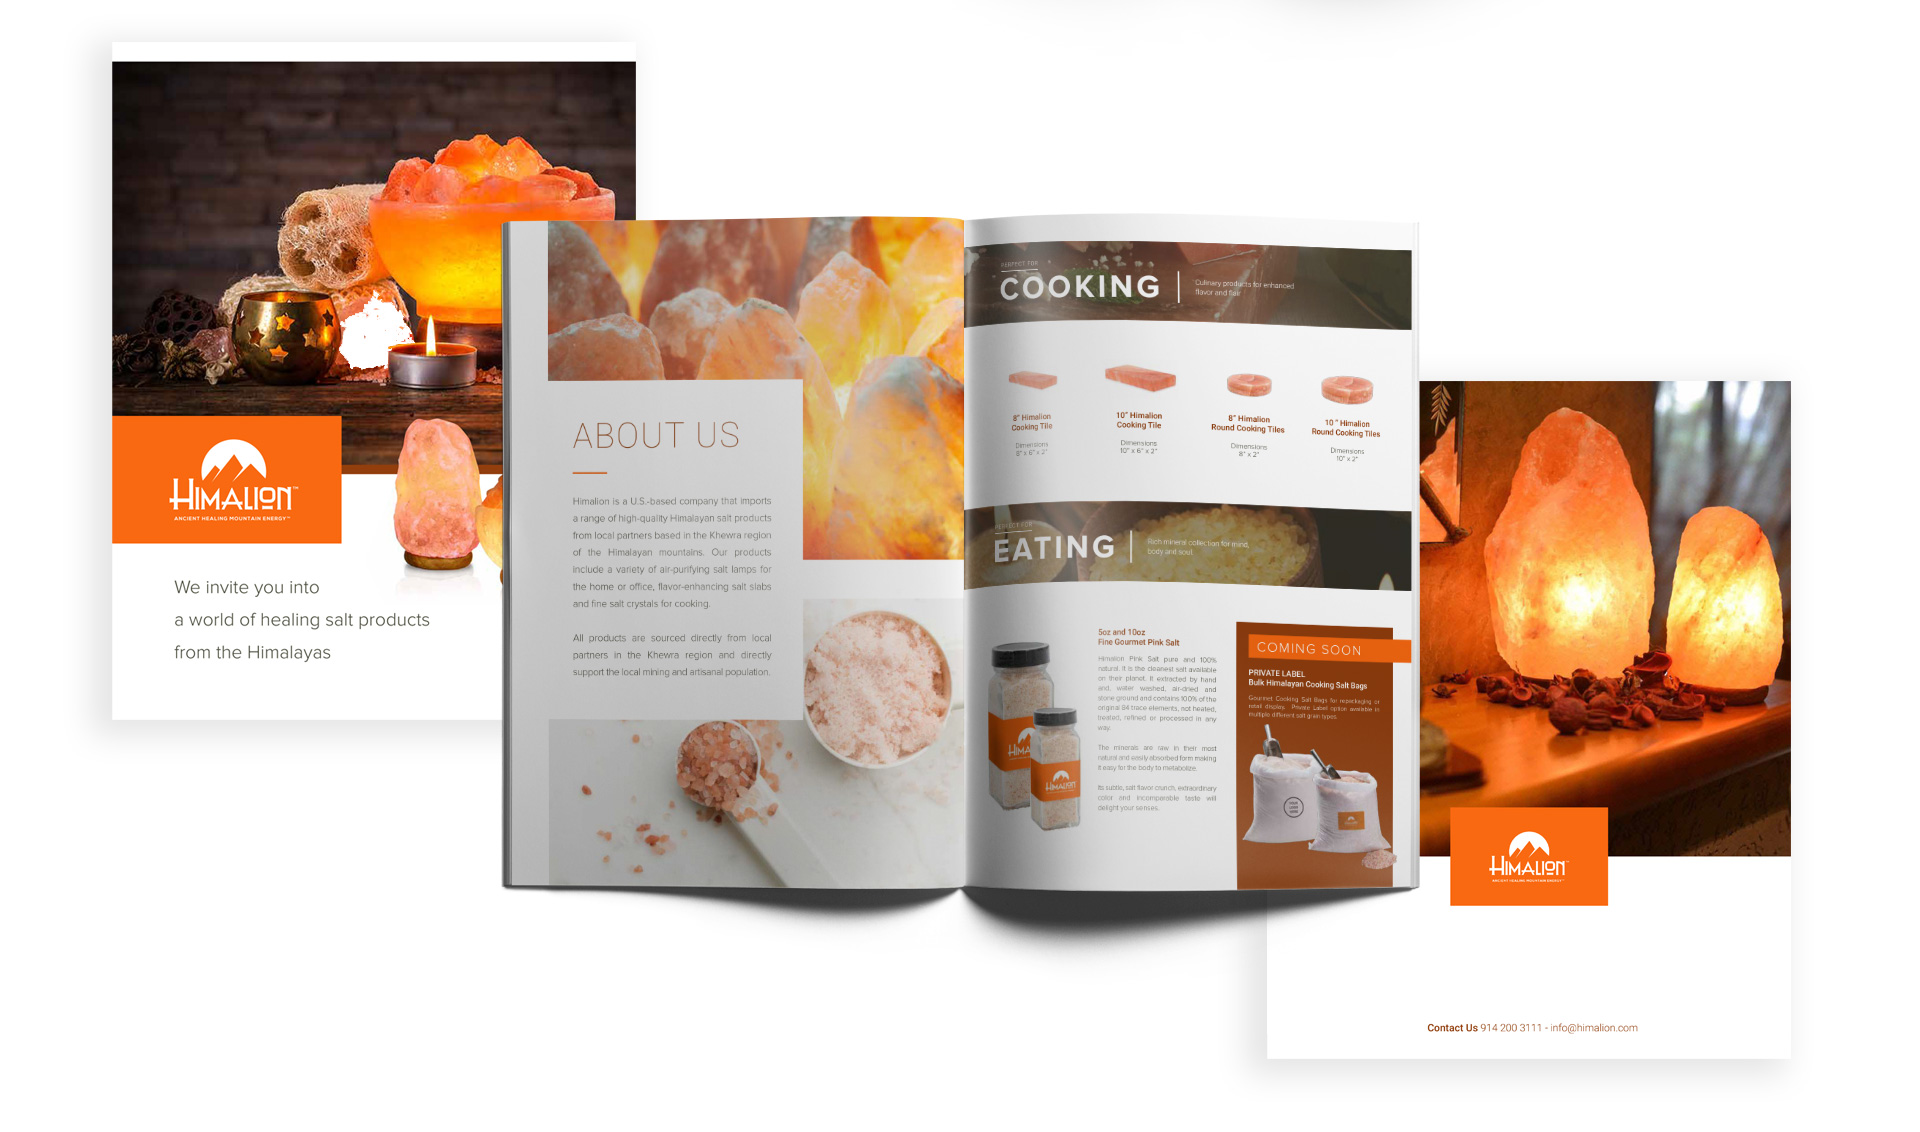 HIMALION™
ANCIENT HEALING MOUNTAIN ENERGY™
We invite you into
a world of healing salt products
from the Himalayas
ABOUT US
Himalion is a U.S.-based company that imports
a range of high-quality Himalayan salt products
from local partners based in the Khewra region
of the Himalayan mountains. Our products
include a variety of air-purifying salt lamps for
the home or office, flavor-enhancing salt slabs
and fine salt crystals for cooking.
All products are sourced directly from local
partners in the Khewra region and directly
support the local mining and artisanal population.
PERFECT FOR
COOKING
Culinary products for enhanced
flavor and flair
8" Himalion
Cooking Tile
Dimensions
8" x 6" x 2"
10" Himalion
Cooking Tile
Dimensions
10" x 6" x 2"
8" Himalion
Round Cooking Tiles
Dimensions
8" x 2"
10 " Himalion
Round Cooking Tiles
Dimensions
10" x 2"
PERFECT FOR
EATING
Rich mineral collection for mind,
body and soul.
5oz and 10oz
Fine Gourmet Pink Salt
Himalion Pink Salt pure and 100%
natural. It is the cleanest salt available
on their planet. It extracted by hand
and, water washed, air-dried and
stone ground and contains 100% of the
original 84 trace elements, not heated,
treated, refined or processed in any
way.
The minerals are raw in their most
natural and easily absorbed form making
it easy for the body to metabolize.
Its subtle, salt flavor crunch, extraordinary
color and incomparable taste will
delight your senses.
HIMA
HIMALION
COMING SOON
PRIVATE LABEL
Bulk Himalayan Cooking Salt Bags
Gourmet Cooking Salt Bags for repackaging or
retail display. Private Label option available in
multiple different salt grain types.
HIMALION
ANCIENT HEALING MOUNTAIN ENERGY™
Contact Us 914 200 3111 - info@himalion.com